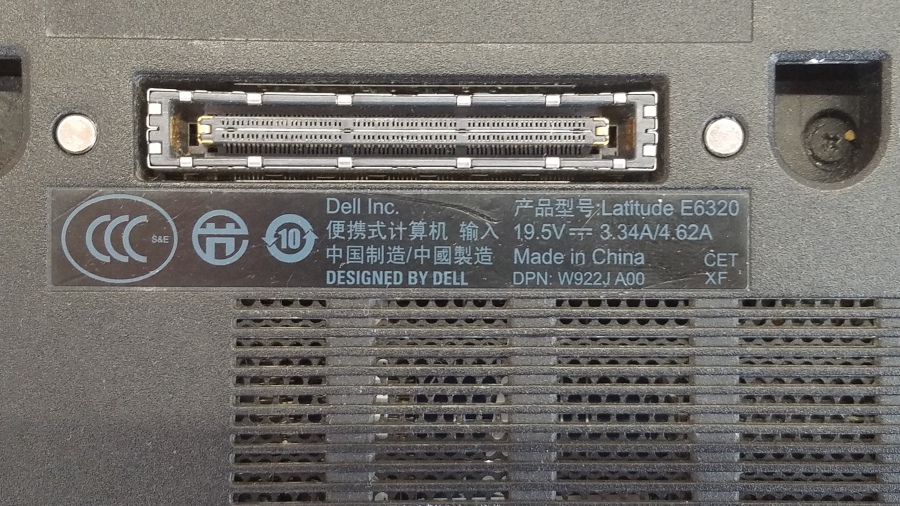 CCC S&E
10
Dell Inc.
便携式计算机 输入
中国制造/中國製造
DESIGNED BY DELL
产品型号:Latitude E6320
19.5V⎓ 3.34A/4.62A
Made in China CET
DPN: W922J A00 XF